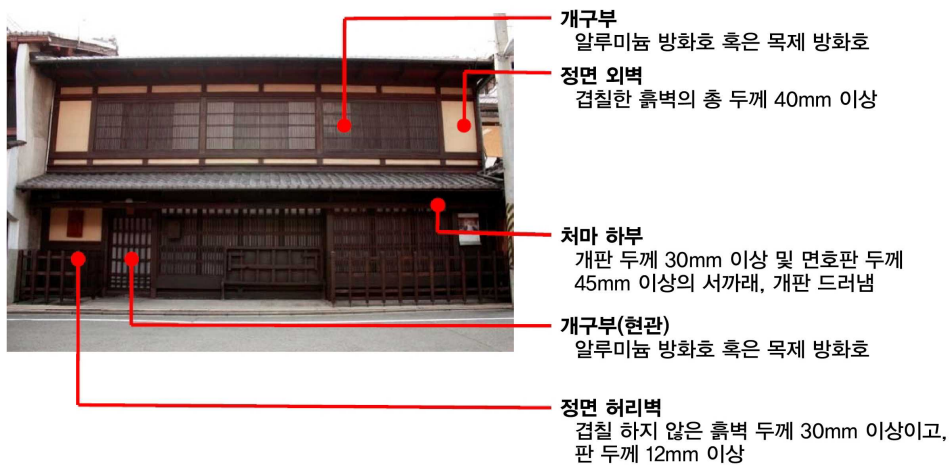 개구부
알루미늄 방화호 혹은 목제 방화호
정면 외벽
겹칠한 흙벽의 총 두께 40mm 이상
처마 하부
개판 두께 30mm 이상 및 면호판 두께
45mm 이상의 서까래, 개판 드러냄
개구부(현관)
알루미늄 방화호 혹은 목제 방화호
정면 허리벽
겹칠 하지 않은 흙벽 두께 30mm 이상이고,
판 두께 12mm 이상